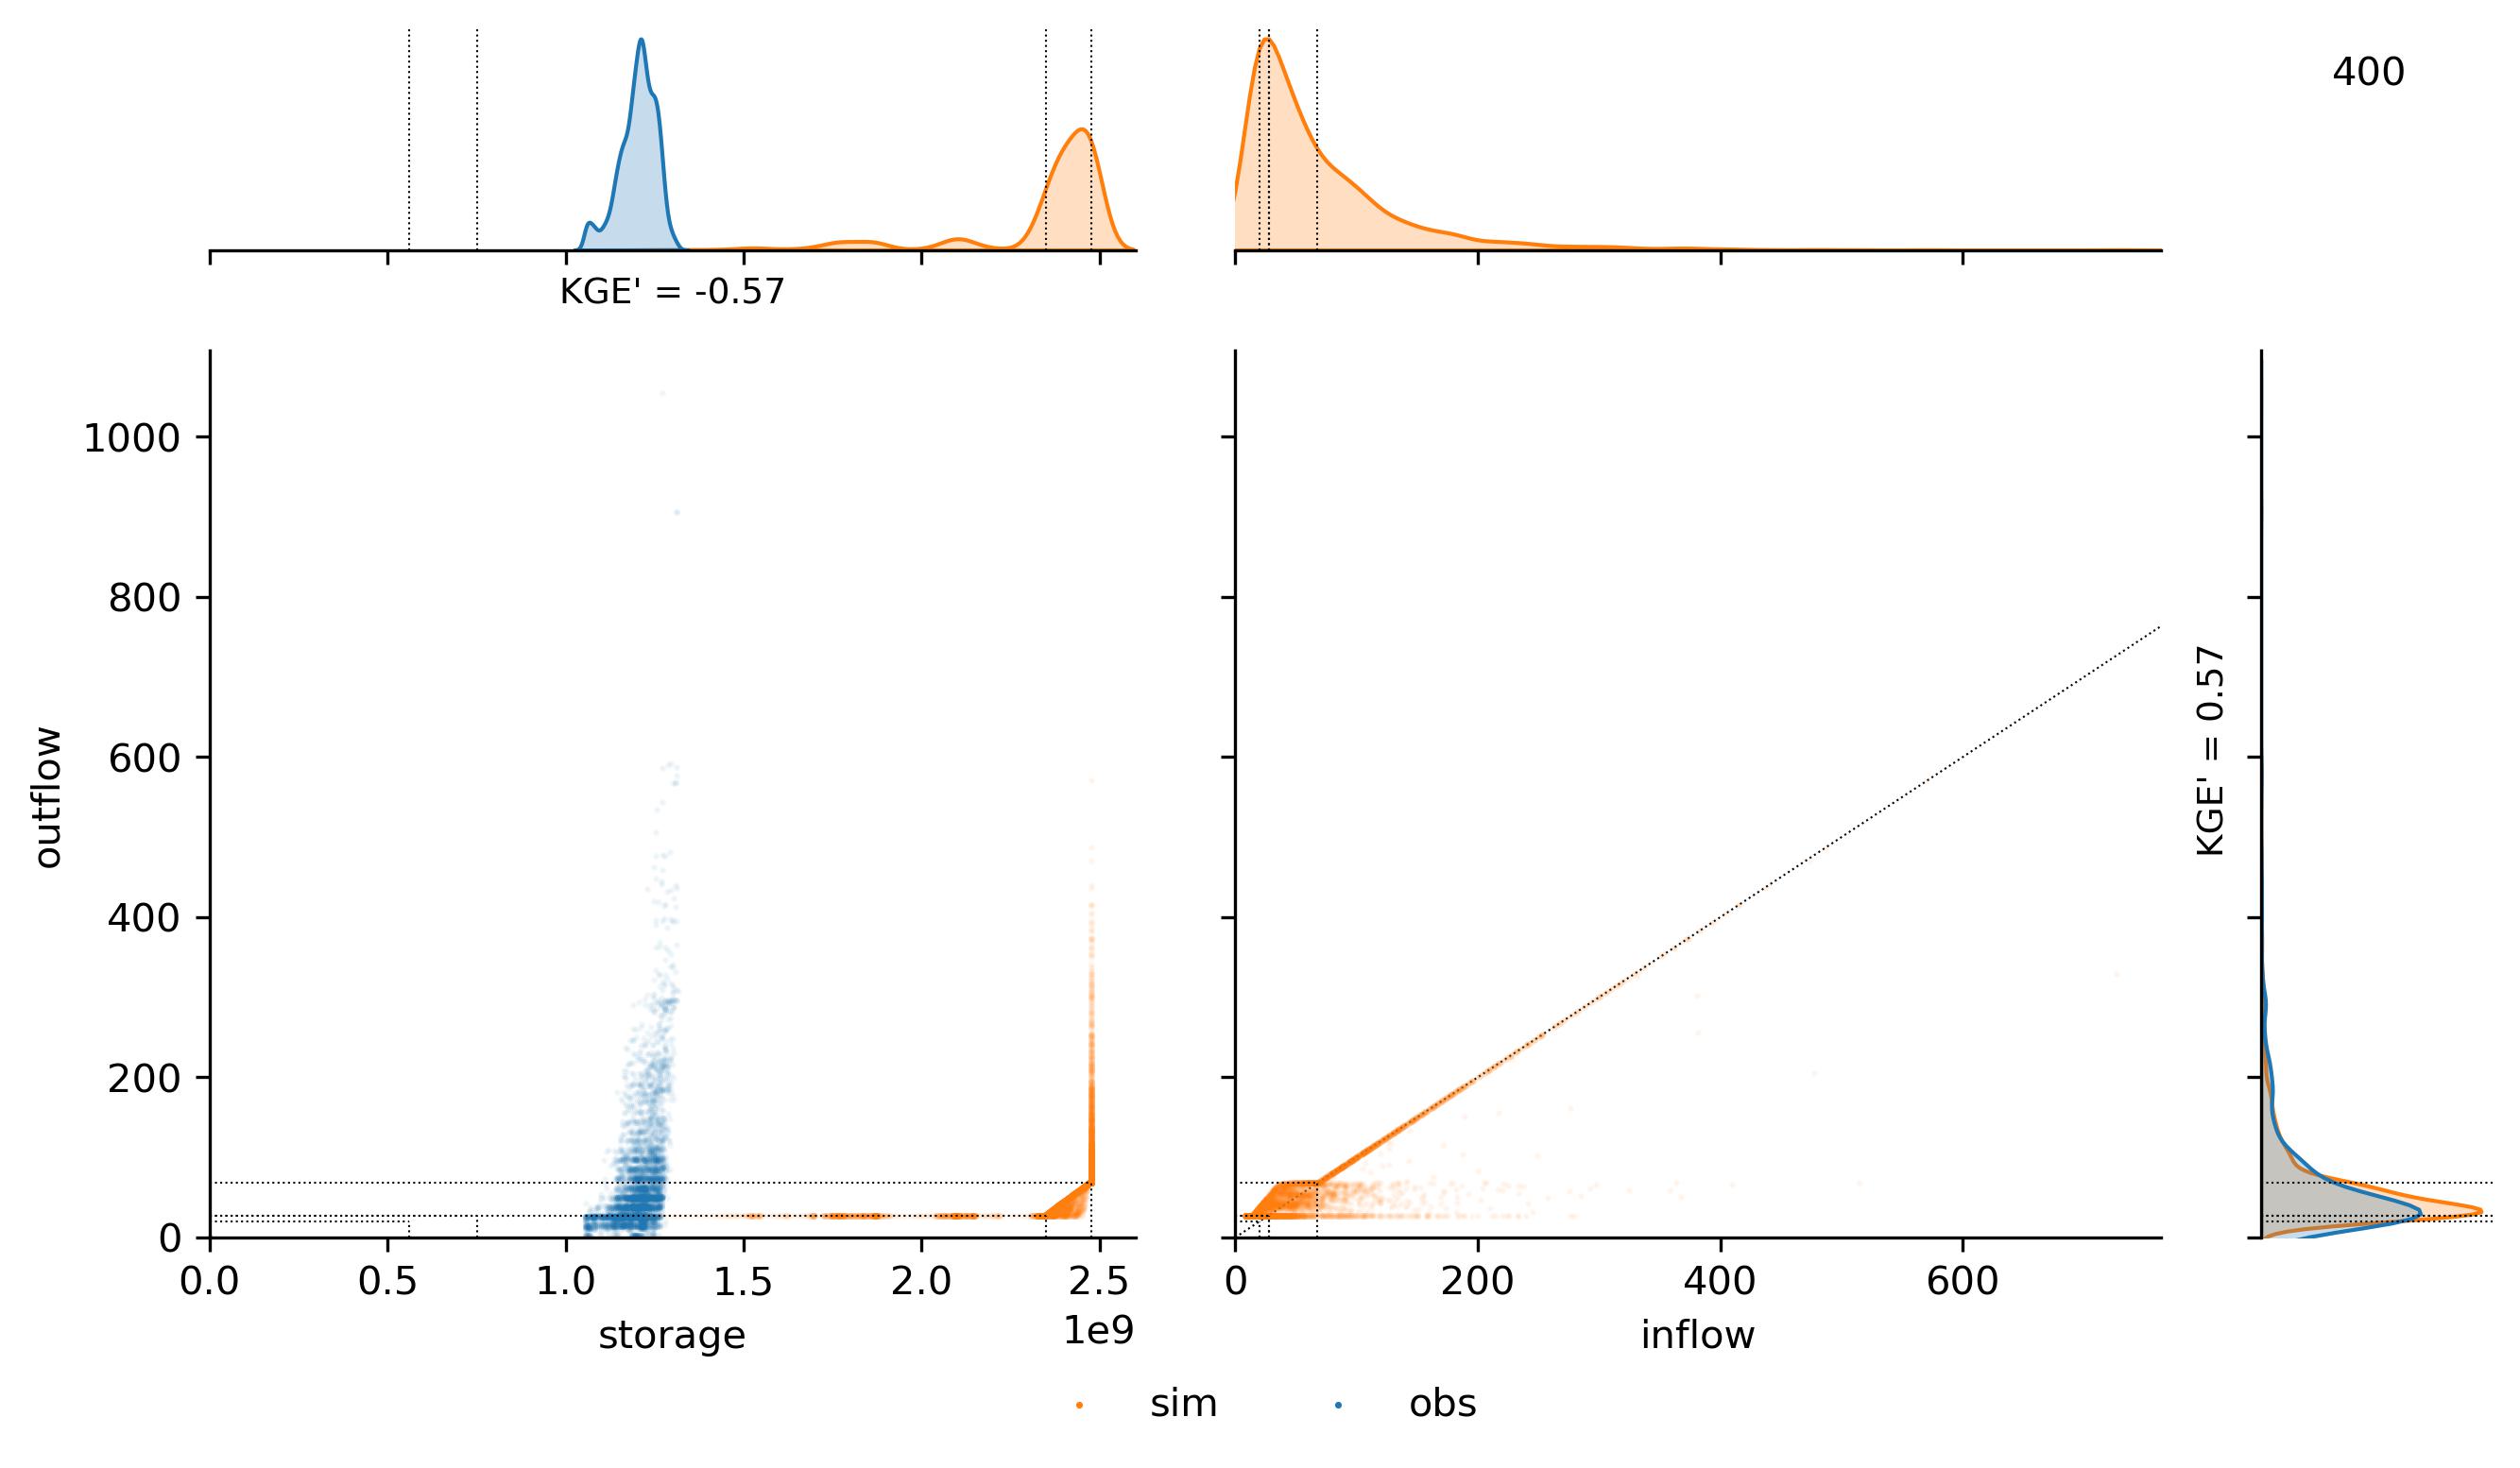 400
KGE' = -0.57
1000
800
600
400
200
0
outflow
KGE' = 0.57
0.0 0.5 1.0 1.5 2.0 2.5
0 200 400 600
1e9
storage
inflow
sim obs